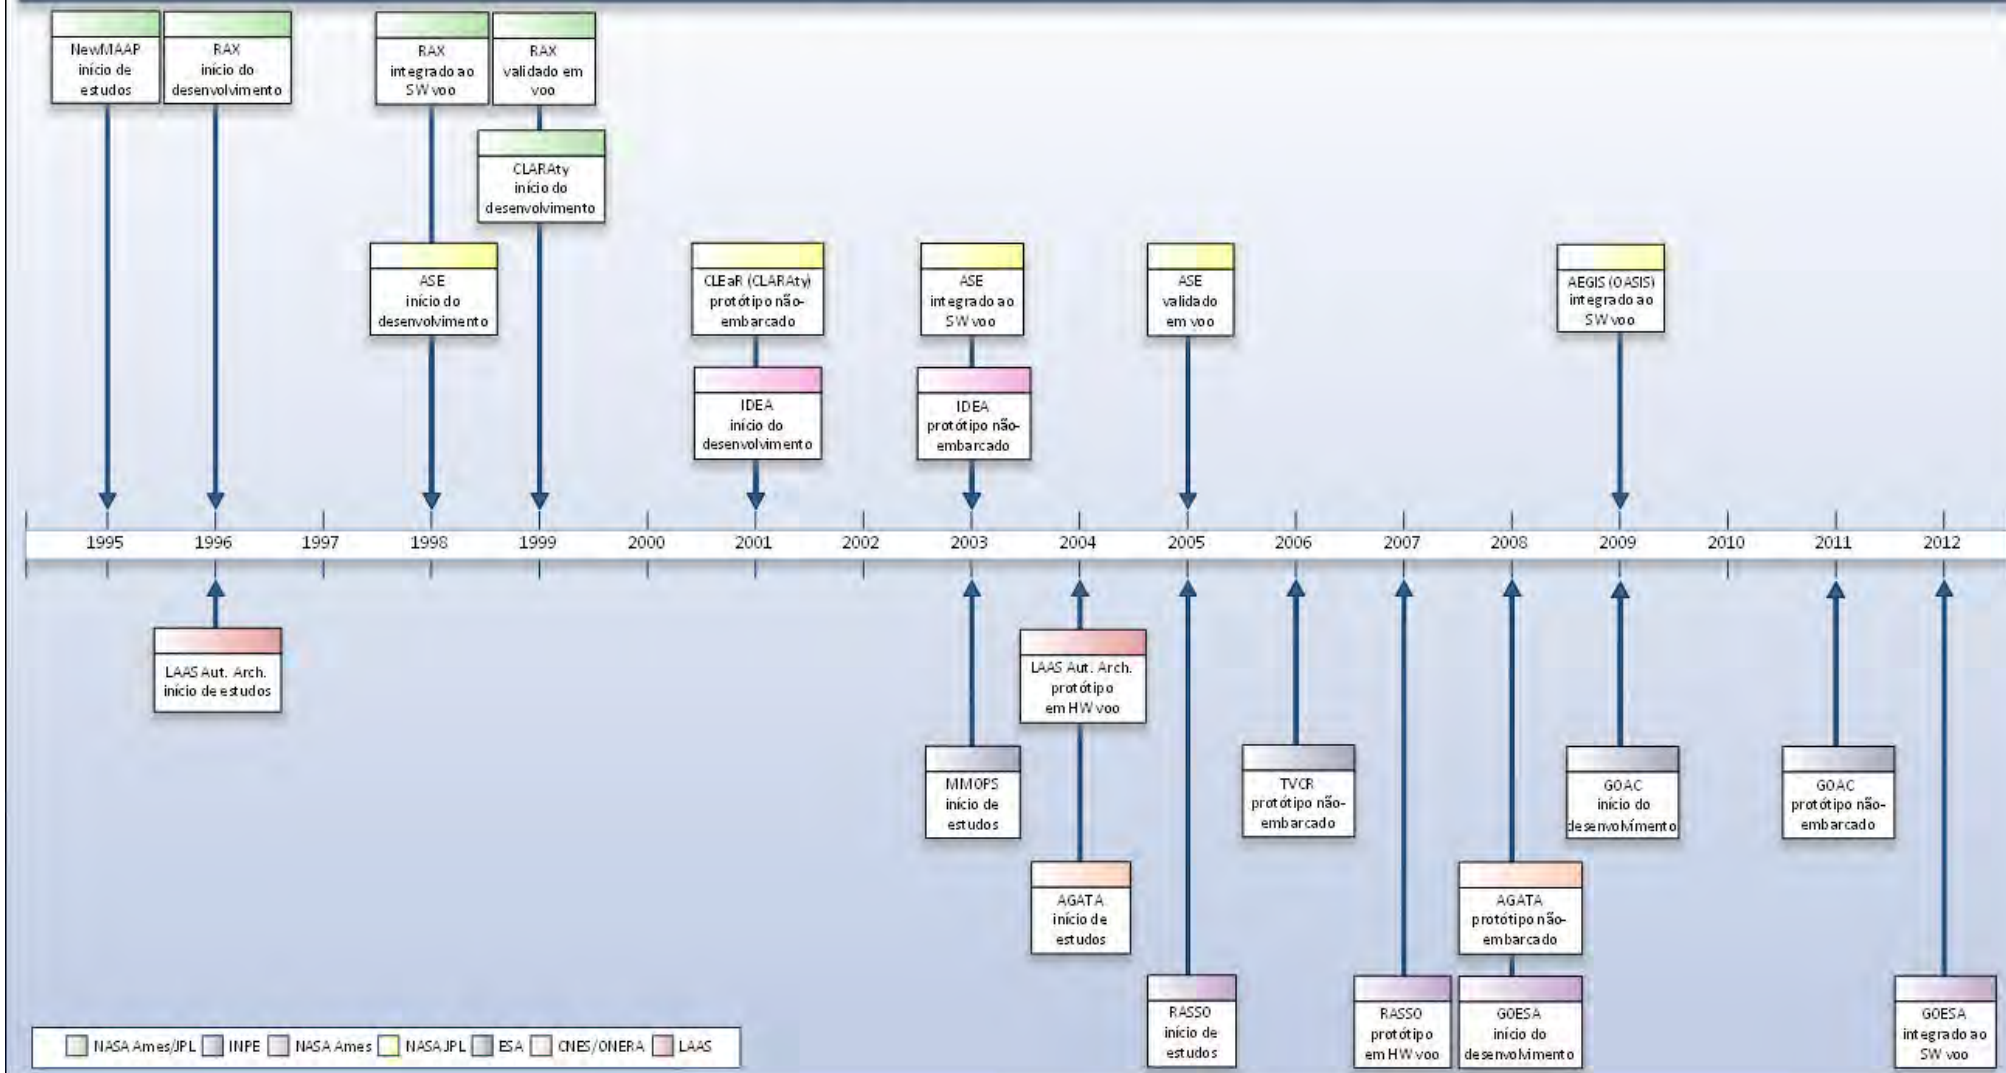 NewMAAP
início de
estudos
RAX
início do
desenvolvimento
RAX
integrado ao
SW voo
RAX
validado em
voo
CLARAty
início do
desenvolvimento
ASE
início do
desenvolvimento
CLEaR (CLARAty)
protótipo não-
embarcado
ASE
integrado ao
SW voo
ASE
validado
em voo
AEGIS (OASIS)
integrado ao
SW voo
IDEA
início do
desenvolvimento
IDEA
protótipo não-
embarcado
1995 1996 1997 1998 1999 2000 2001 2002 2003 2004 2005 2006 2007 2008 2009 2010 2011 2012
LAAS Aut. Arch.
início de estudos
LAAS Aut. Arch.
protótipo
em HW voo
MMOPS
início de
estudos
TVCR
protótipo não-
embarcado
GOAC
início do
desenvolvimento
GOAC
protótipo não-
embarcado
AGATA
início de
estudos
AGATA
protótipo não-
embarcado
RASSO
início de
estudos
RASSO
protótipo
em HW voo
GOESA
início do
desenvolvimento
GOESA
integrado ao
SW voo
NASA Ames/JPL INPE NASA Ames NASA JPL ESA CNES/ONERA LAAS